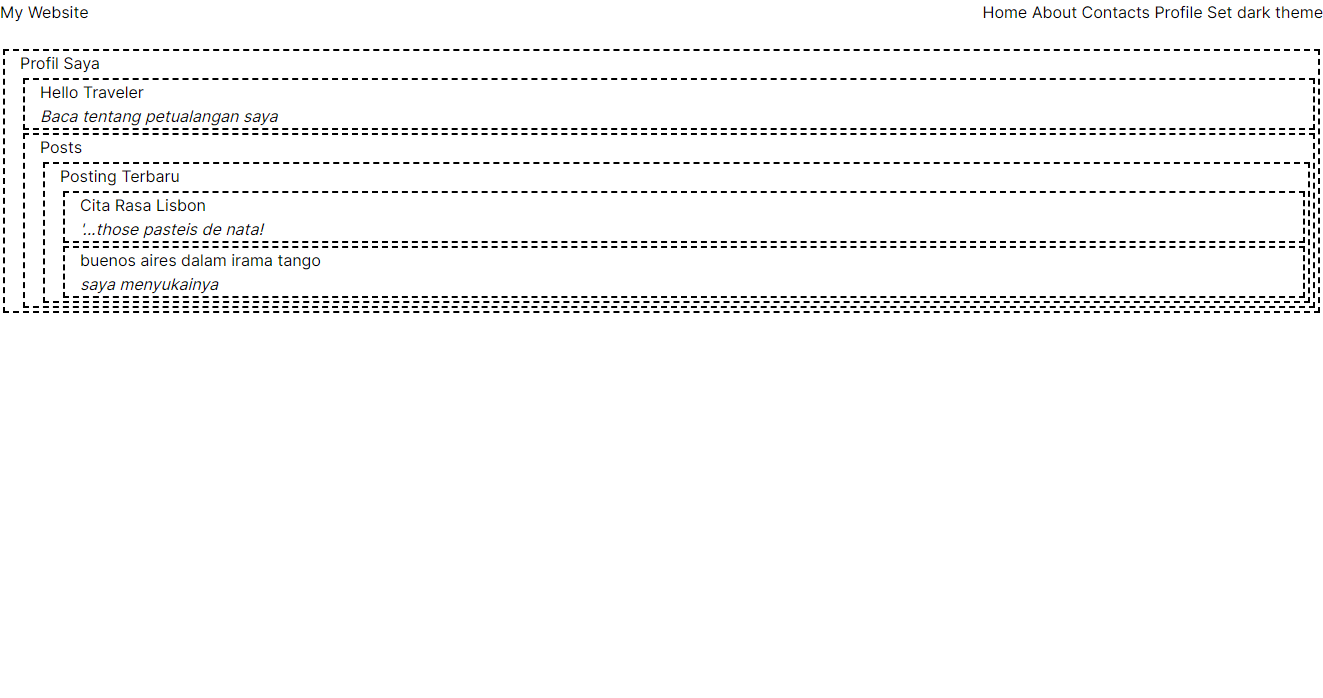 My Website
Home About Contacts Profile Set dark theme
Profil Saya
Hello Traveler
Baca tentang petualangan saya
Posts
Posting Terbaru
Cita Rasa Lisbon
'...those pasteis de nata!
buenos aires dalam irama tango
saya menyukainya